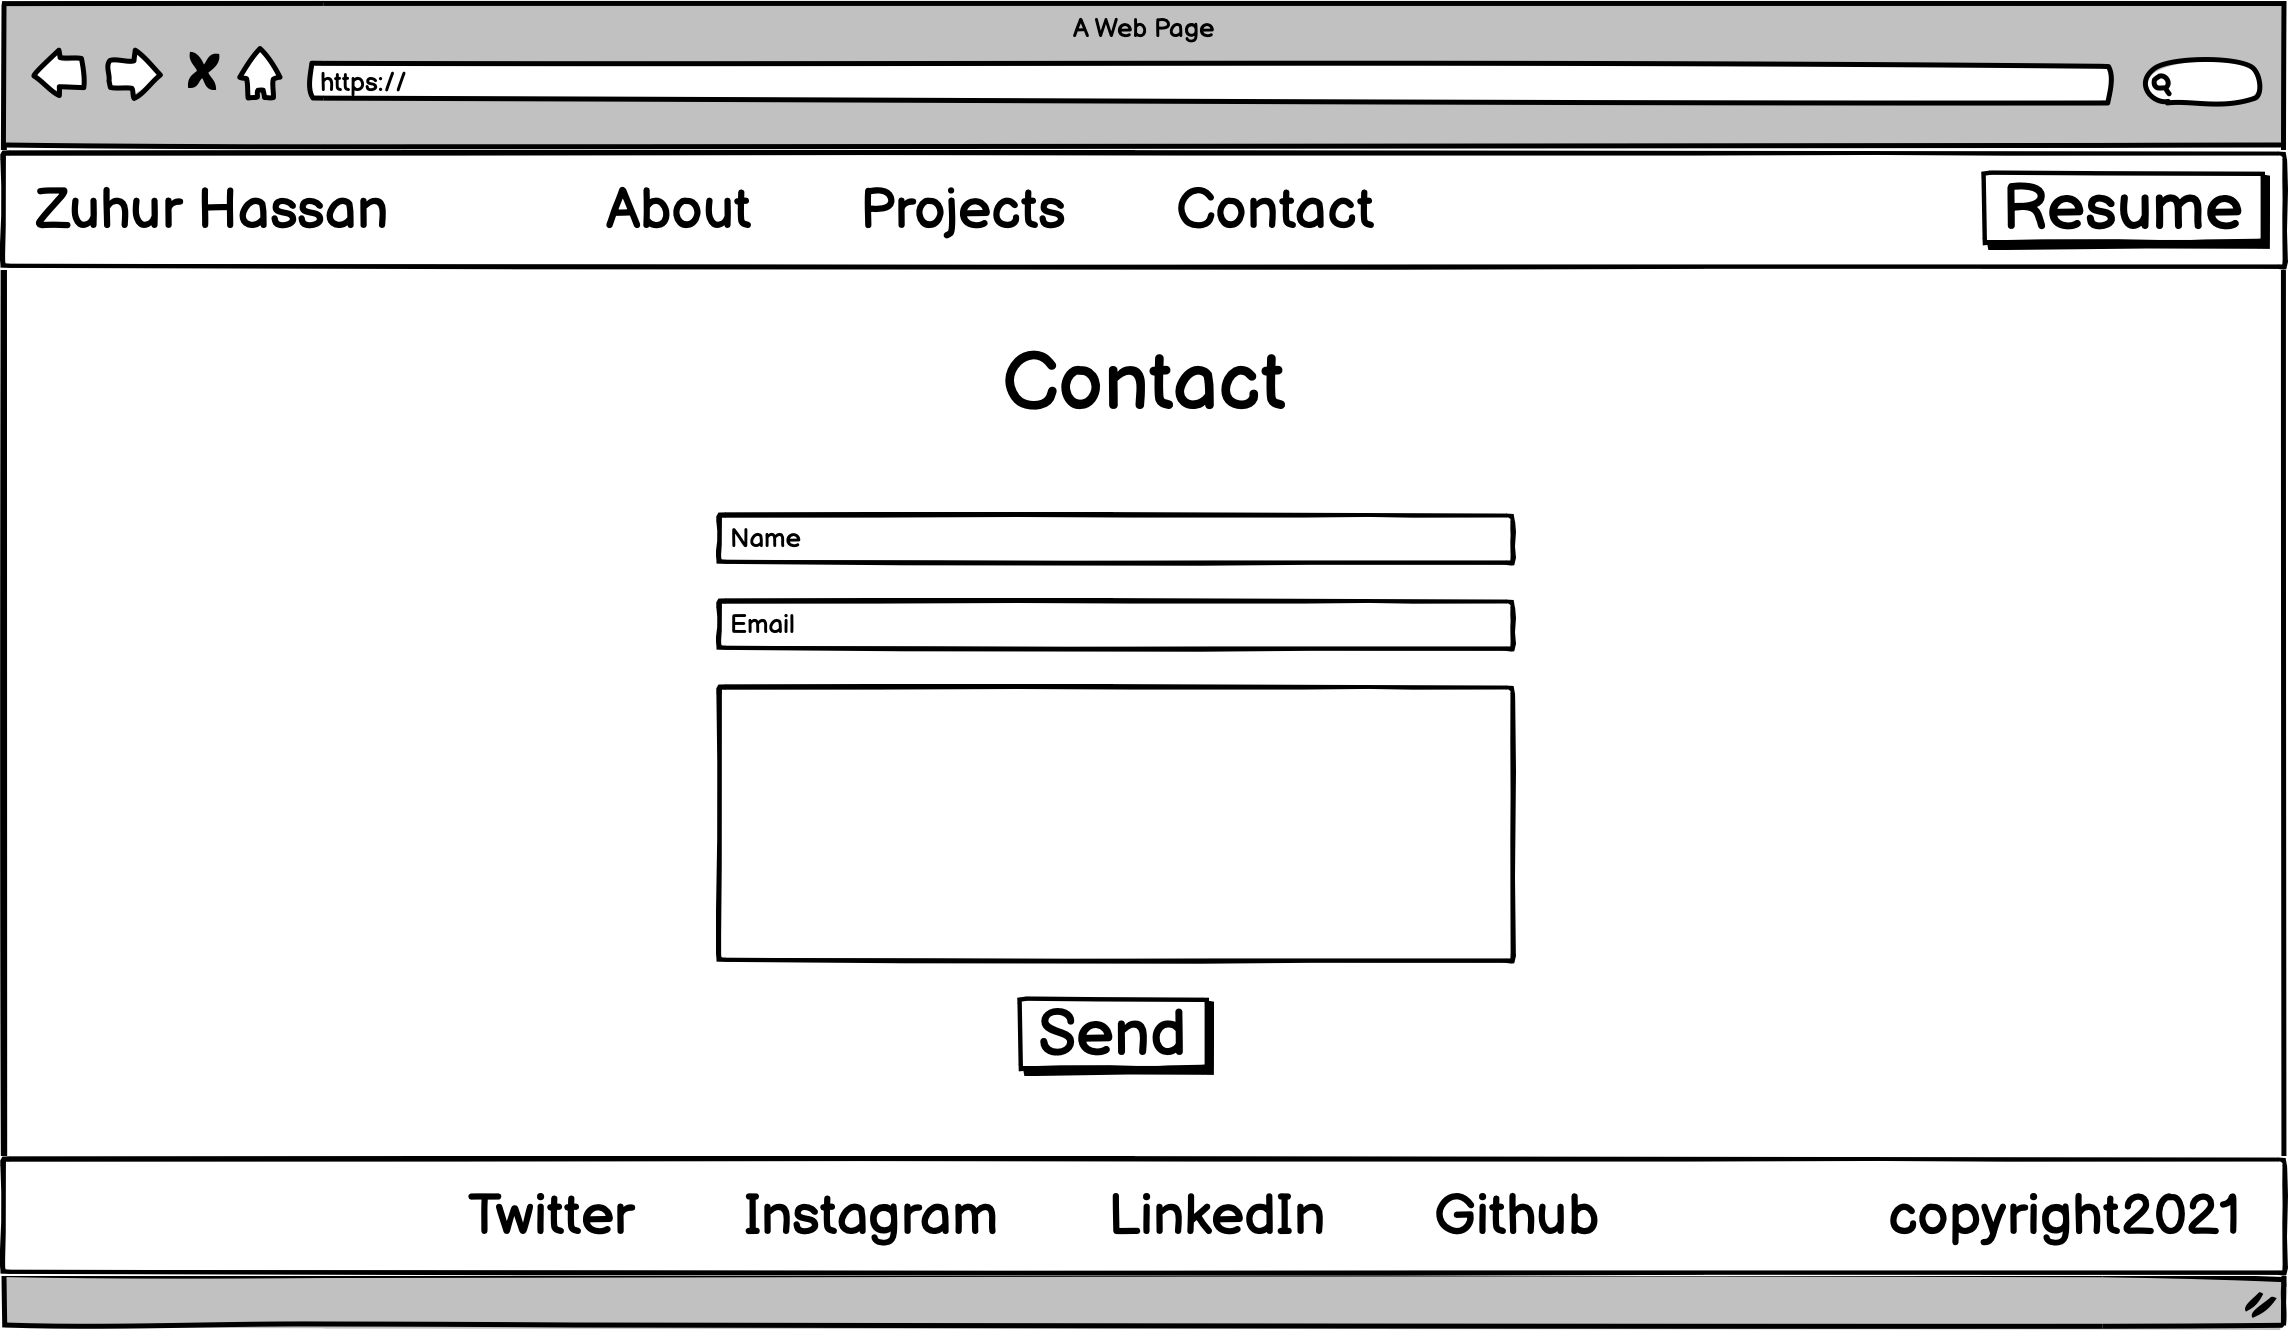 A Web Page
https://
Zuhur Hassan About Projects Contact Resume
Contact
Name
Email
Send
Twitter Instagram LinkedIn Github copyright2021